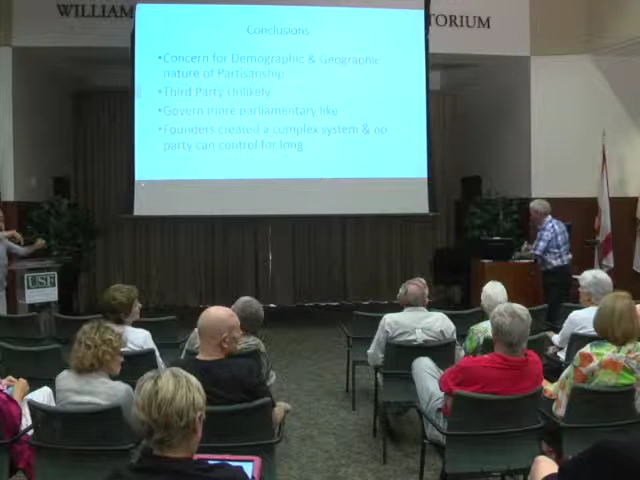 WILLIAM
TORIUM
Conclusions
•Concern for Demographic & Geographic
nature of Partisanship
•Third Party Unlikely
•Govern more parliamentary like
•Founders created a complex system & no
party can control for long
USF